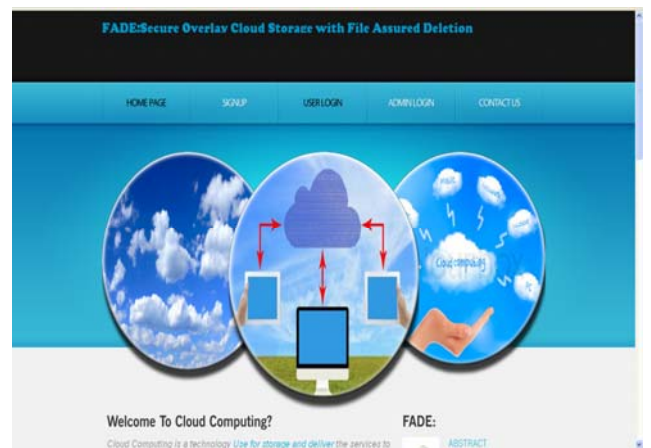 FADE:Secure Overlay Cloud Storage with File Assured Deletion
HOME PAGE SIGNUP USER LOGIN ADMIN LOGIN CONTACT US
Cloud computing
Welcome To Cloud Computing?
FADE:
Cloud Computing is a technology Use for storage and deliver the services to
ABSTRACT